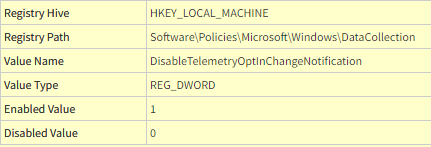 Registry Hive HKEY_LOCAL_MACHINE
Registry Path Software\Policies\Microsoft\Windows\DataCollection
Value Name DisableTelemetryOptInChangeNotification
Value Type REG_DWORD
Enabled Value 1
Disabled Value 0